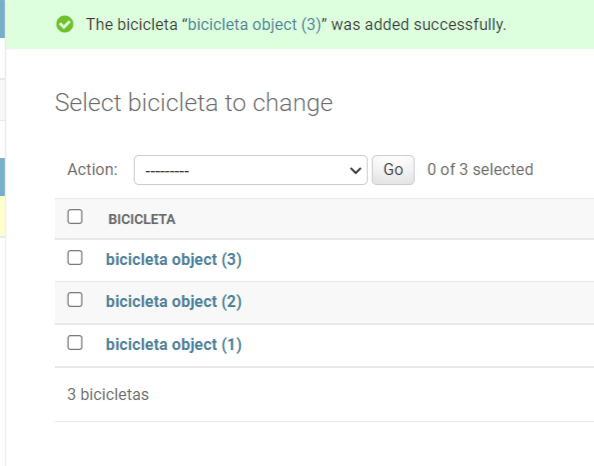 The bicicleta “bicicleta object (3)” was added successfully.
Select bicicleta to change
Action: --------- Go 0 of 3 selected
BICICLETA
bicicleta object (3)
bicicleta object (2)
bicicleta object (1)
3 bicicletas